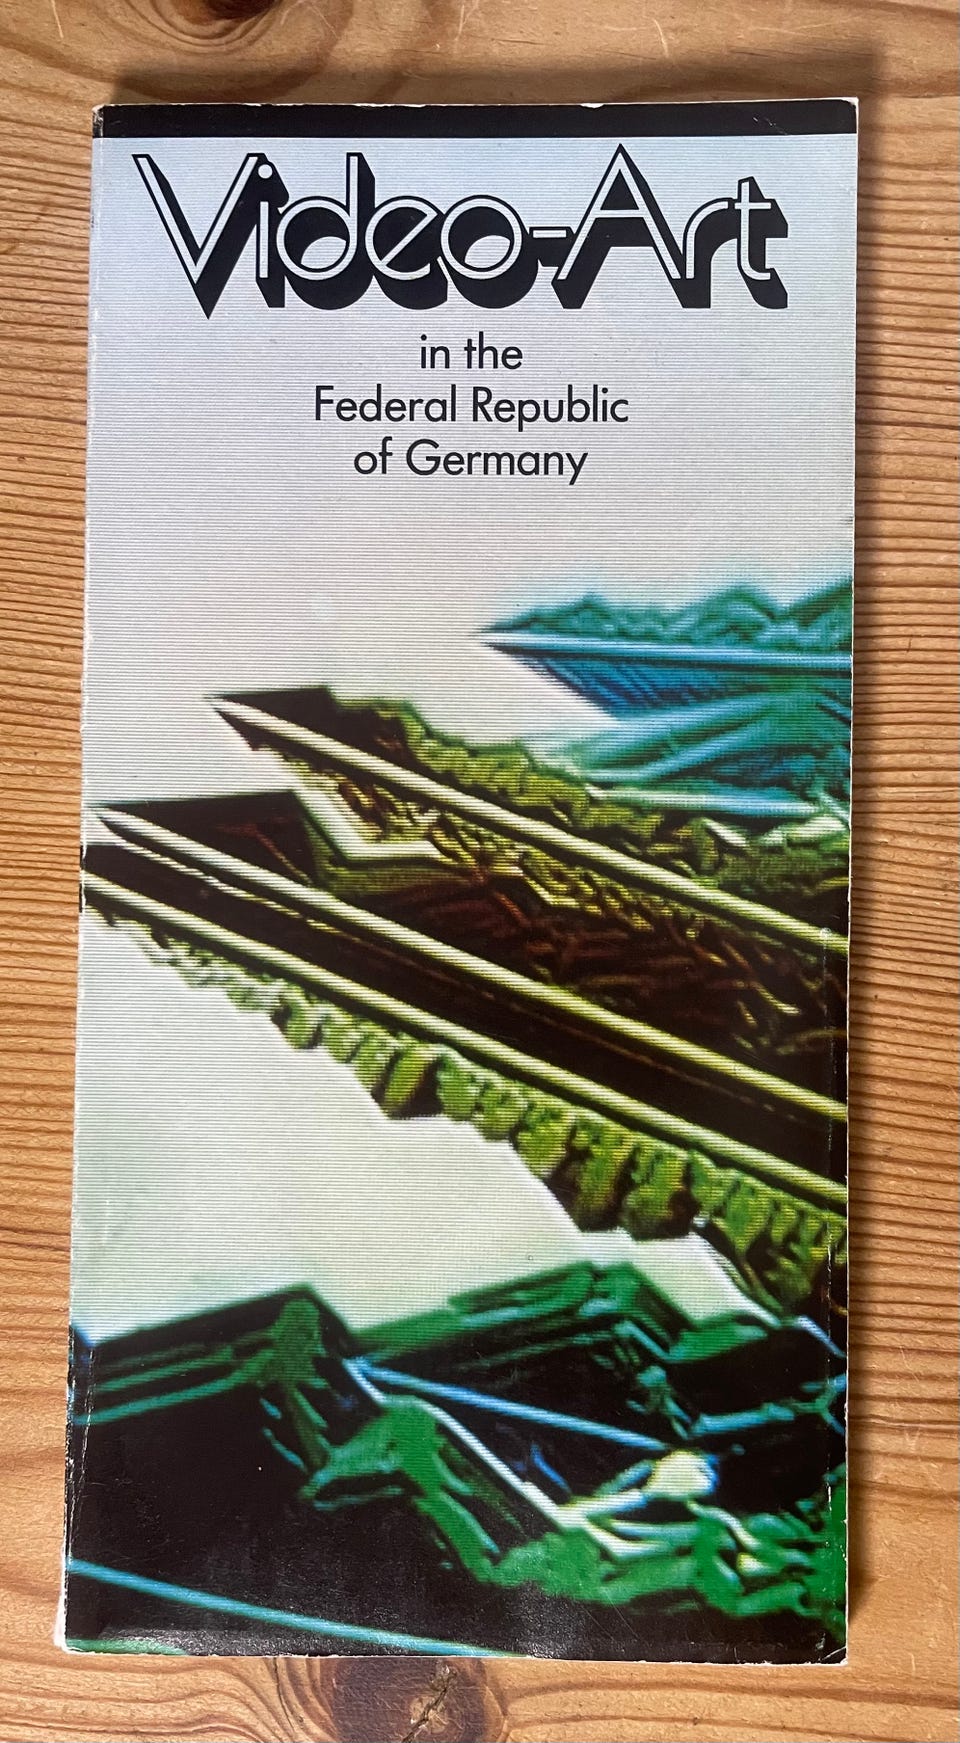 Video-Art
in the
Federal Republic
of Germany